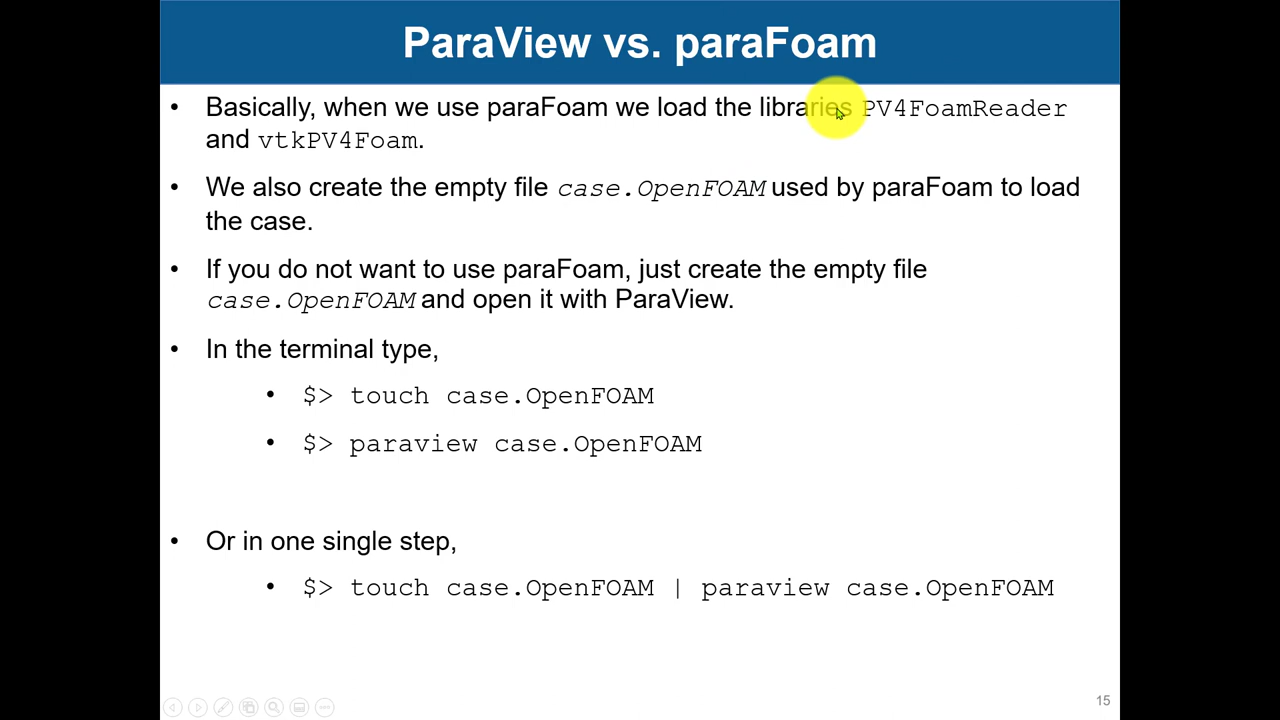 ParaView vs. paraFoam
• Basically, when we use paraFoam we load the libraries PV4FoamReader
and vtkPV4Foam.
• We also create the empty file case.OpenFOAM used by paraFoam to load
the case.
• If you do not want to use paraFoam, just create the empty file
case.OpenFOAM and open it with ParaView.
• In the terminal type,
• $> touch case.OpenFOAM
• $> paraview case.OpenFOAM
• Or in one single step,
• $> touch case.OpenFOAM | paraview case.OpenFOAM
15